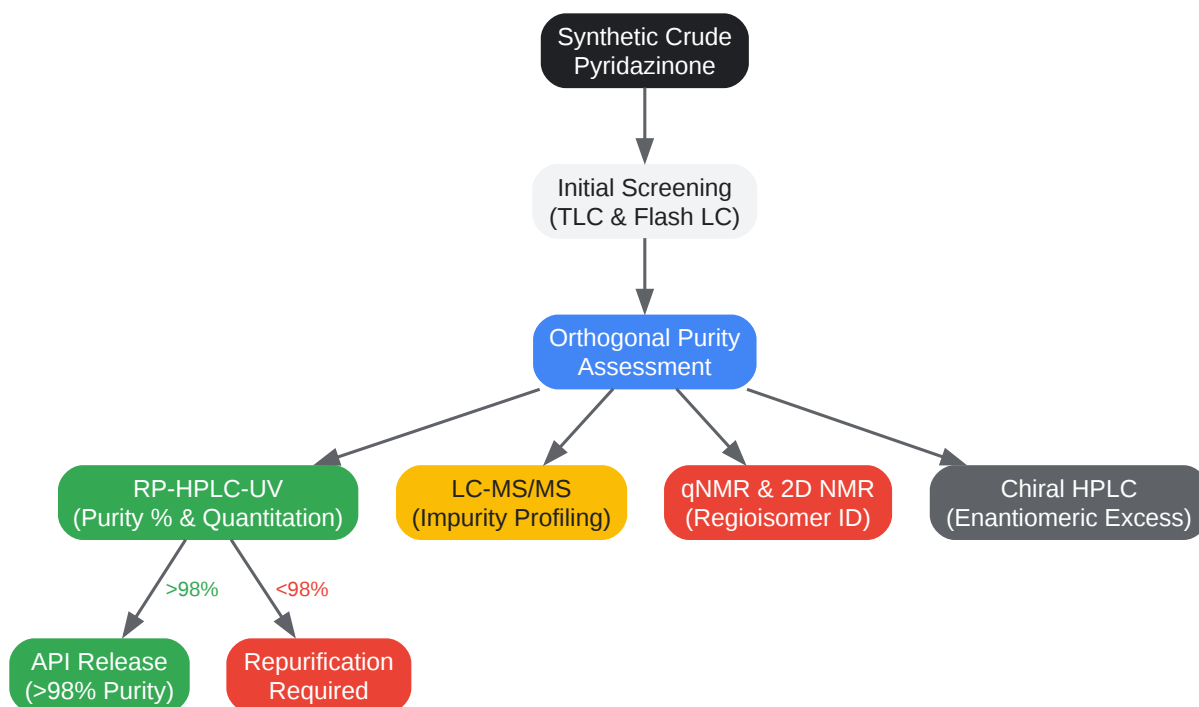 Synthetic Crude
Pyridazinone
Initial Screening
(TLC & Flash LC)
Orthogonal Purity
Assessment
RP-HPLC-UV
(Purity % & Quantitation)
LC-MS/MS
(Impurity Profiling)
qNMR & 2D NMR
(Regioisomer ID)
Chiral HPLC
(Enantiomeric Excess)
>98%
<98%
API Release
(>98% Purity)
Repurification
Required